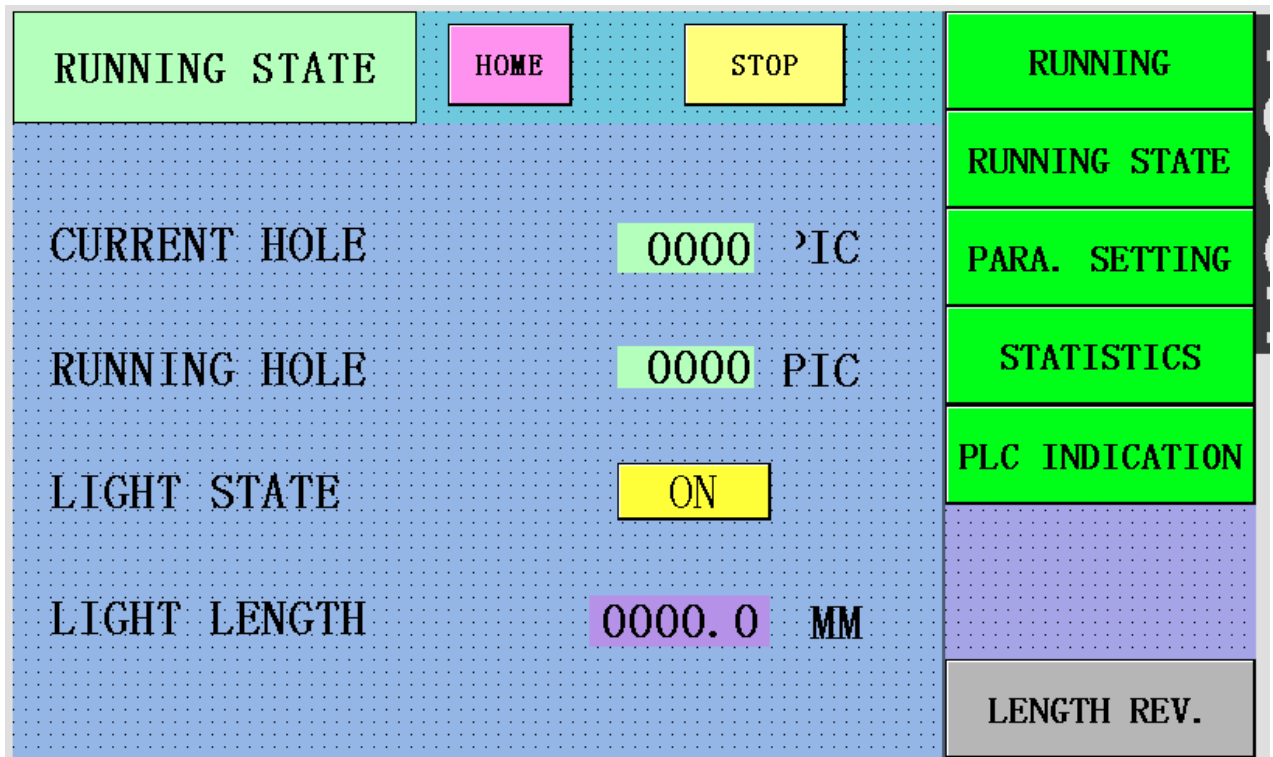 RUNNING STATE
HOME
STOP
CURRENT HOLE 0000 PIC
RUNNING HOLE 0000 PIC
LIGHT STATE ON
LIGHT LENGTH 0000.0 MM
RUNNING
RUNNING STATE
PARA. SETTING
STATISTICS
PLC INDICATION
LENGTH REV.